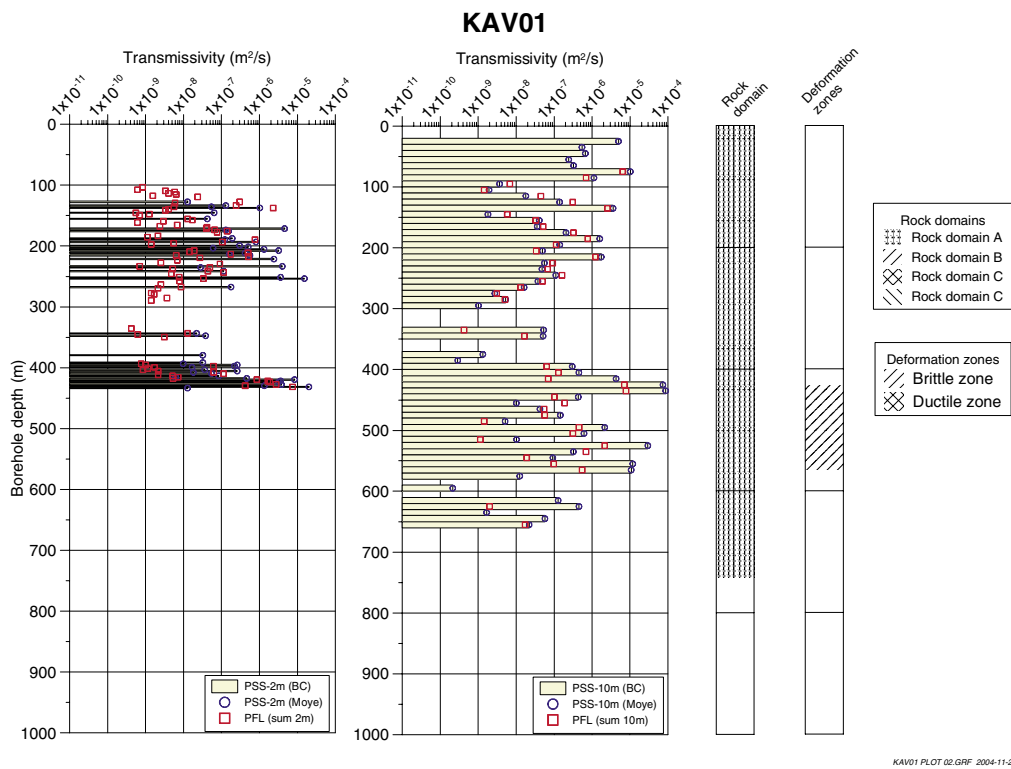 KAV01
Transmissivity (m²/s)
1x10⁻¹¹
1x10⁻¹⁰
1x10⁻⁹
1x10⁻⁸
1x10⁻⁷
1x10⁻⁶
1x10⁻⁵
1x10⁻⁴
0
100
200
300
400
500
600
700
800
900
1000
Borehole depth (m)
PSS-2m (BC)
PSS-2m (Moye)
PFL (sum 2m)
Transmissivity (m²/s)
1x10⁻¹¹
1x10⁻¹⁰
1x10⁻⁹
1x10⁻⁸
1x10⁻⁷
1x10⁻⁶
1x10⁻⁵
1x10⁻⁴
0
100
200
300
400
500
600
700
800
900
1000
PSS-10m (BC)
PSS-10m (Moye)
PFL (sum 10m)
Rock
domain
Deformation
zones
Rock domains
Rock domain A
Rock domain B
Rock domain C
Rock domain C
Deformation zones
Brittle zone
Ductile zone